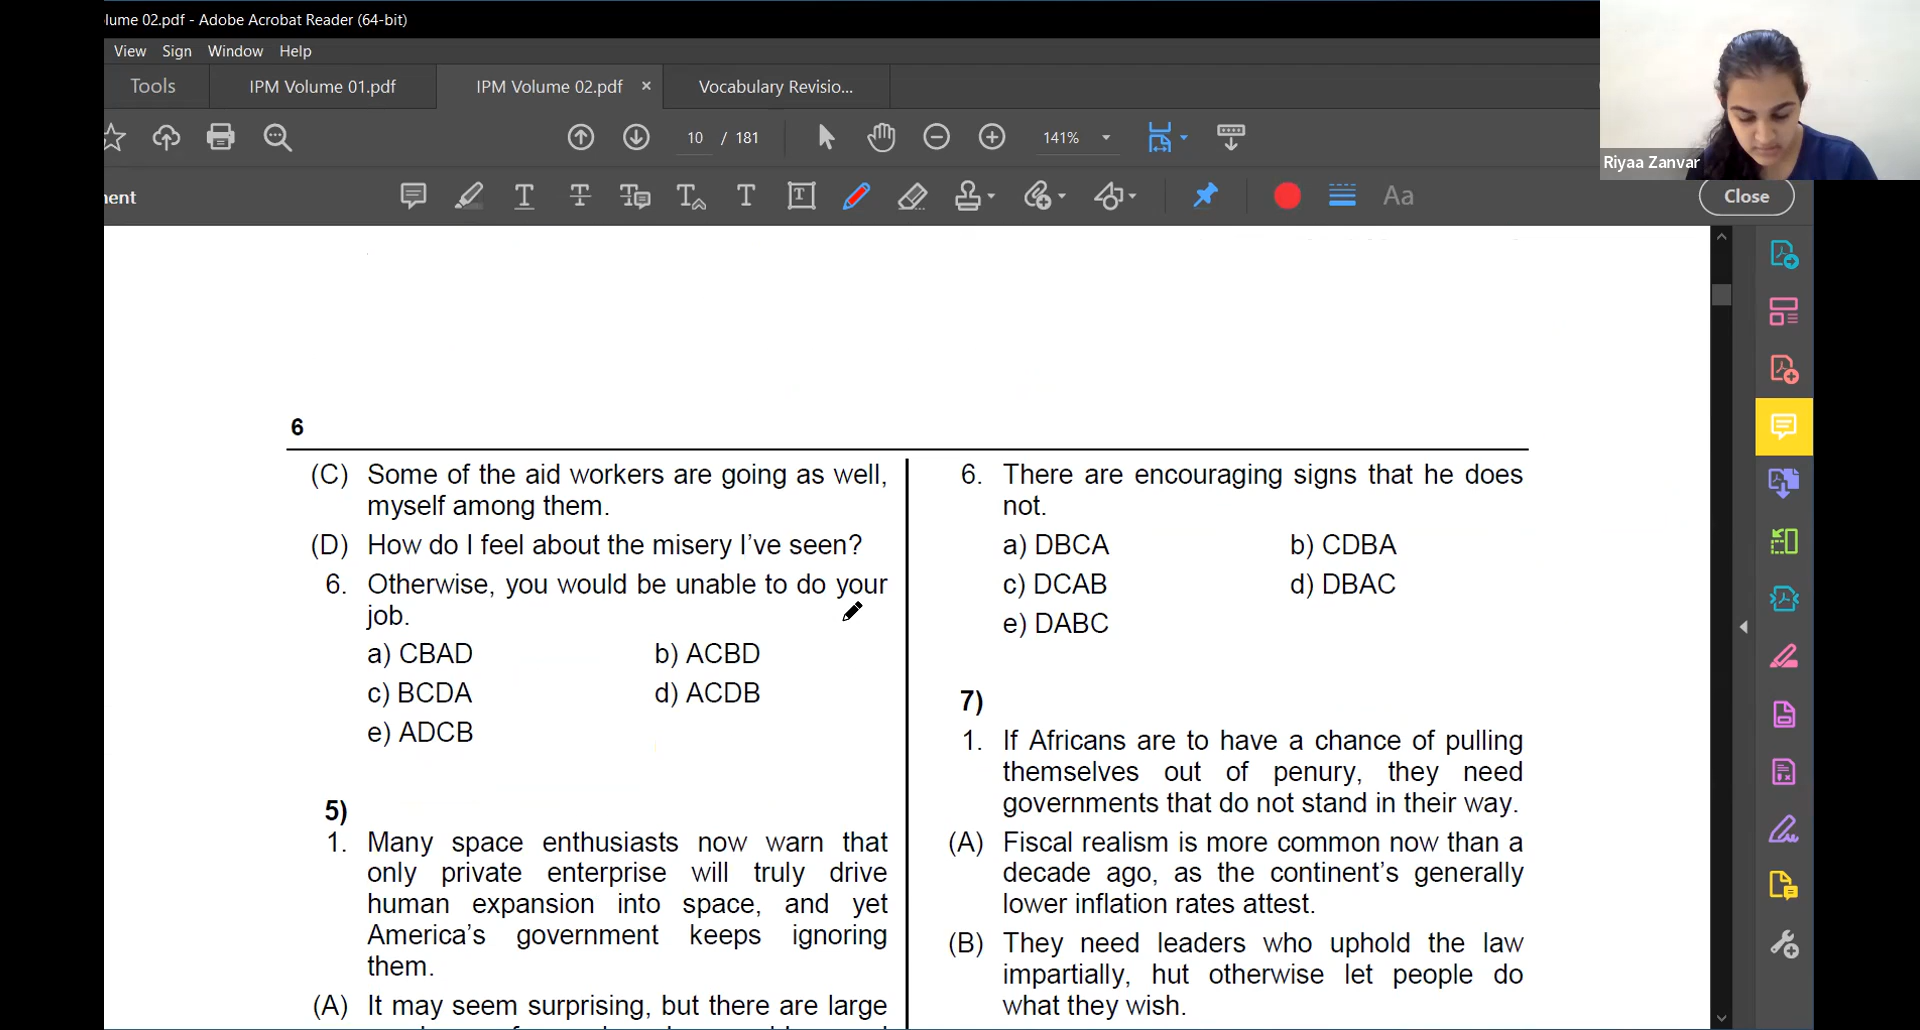 lume 02.pdf - Adobe Acrobat Reader (64-bit)
View Sign Window Help
Tools IPM Volume 01.pdf IPM Volume 02.pdf × Vocabulary Revisio...
10 / 181 141%
Riyaa Zanvar
ent
Aa
Close
6
(C) Some of the aid workers are going as well,
myself among them.
(D) How do I feel about the misery I've seen?
6. Otherwise, you would be unable to do your
job.
a) CBAD b) ACBD
c) BCDA d) ACDB
e) ADCB
5)
1. Many space enthusiasts now warn that
only private enterprise will truly drive
human expansion into space, and yet
America's government keeps ignoring
them.
(A) It may seem surprising, but there are large
6. There are encouraging signs that he does
not.
a) DBCA b) CDBA
c) DCAB d) DBAC
e) DABC
7)
1. If Africans are to have a chance of pulling
themselves out of penury, they need
governments that do not stand in their way.
(A) Fiscal realism is more common now than a
decade ago, as the continent's generally
lower inflation rates attest.
(B) They need leaders who uphold the law
impartially, hut otherwise let people do
what they wish.